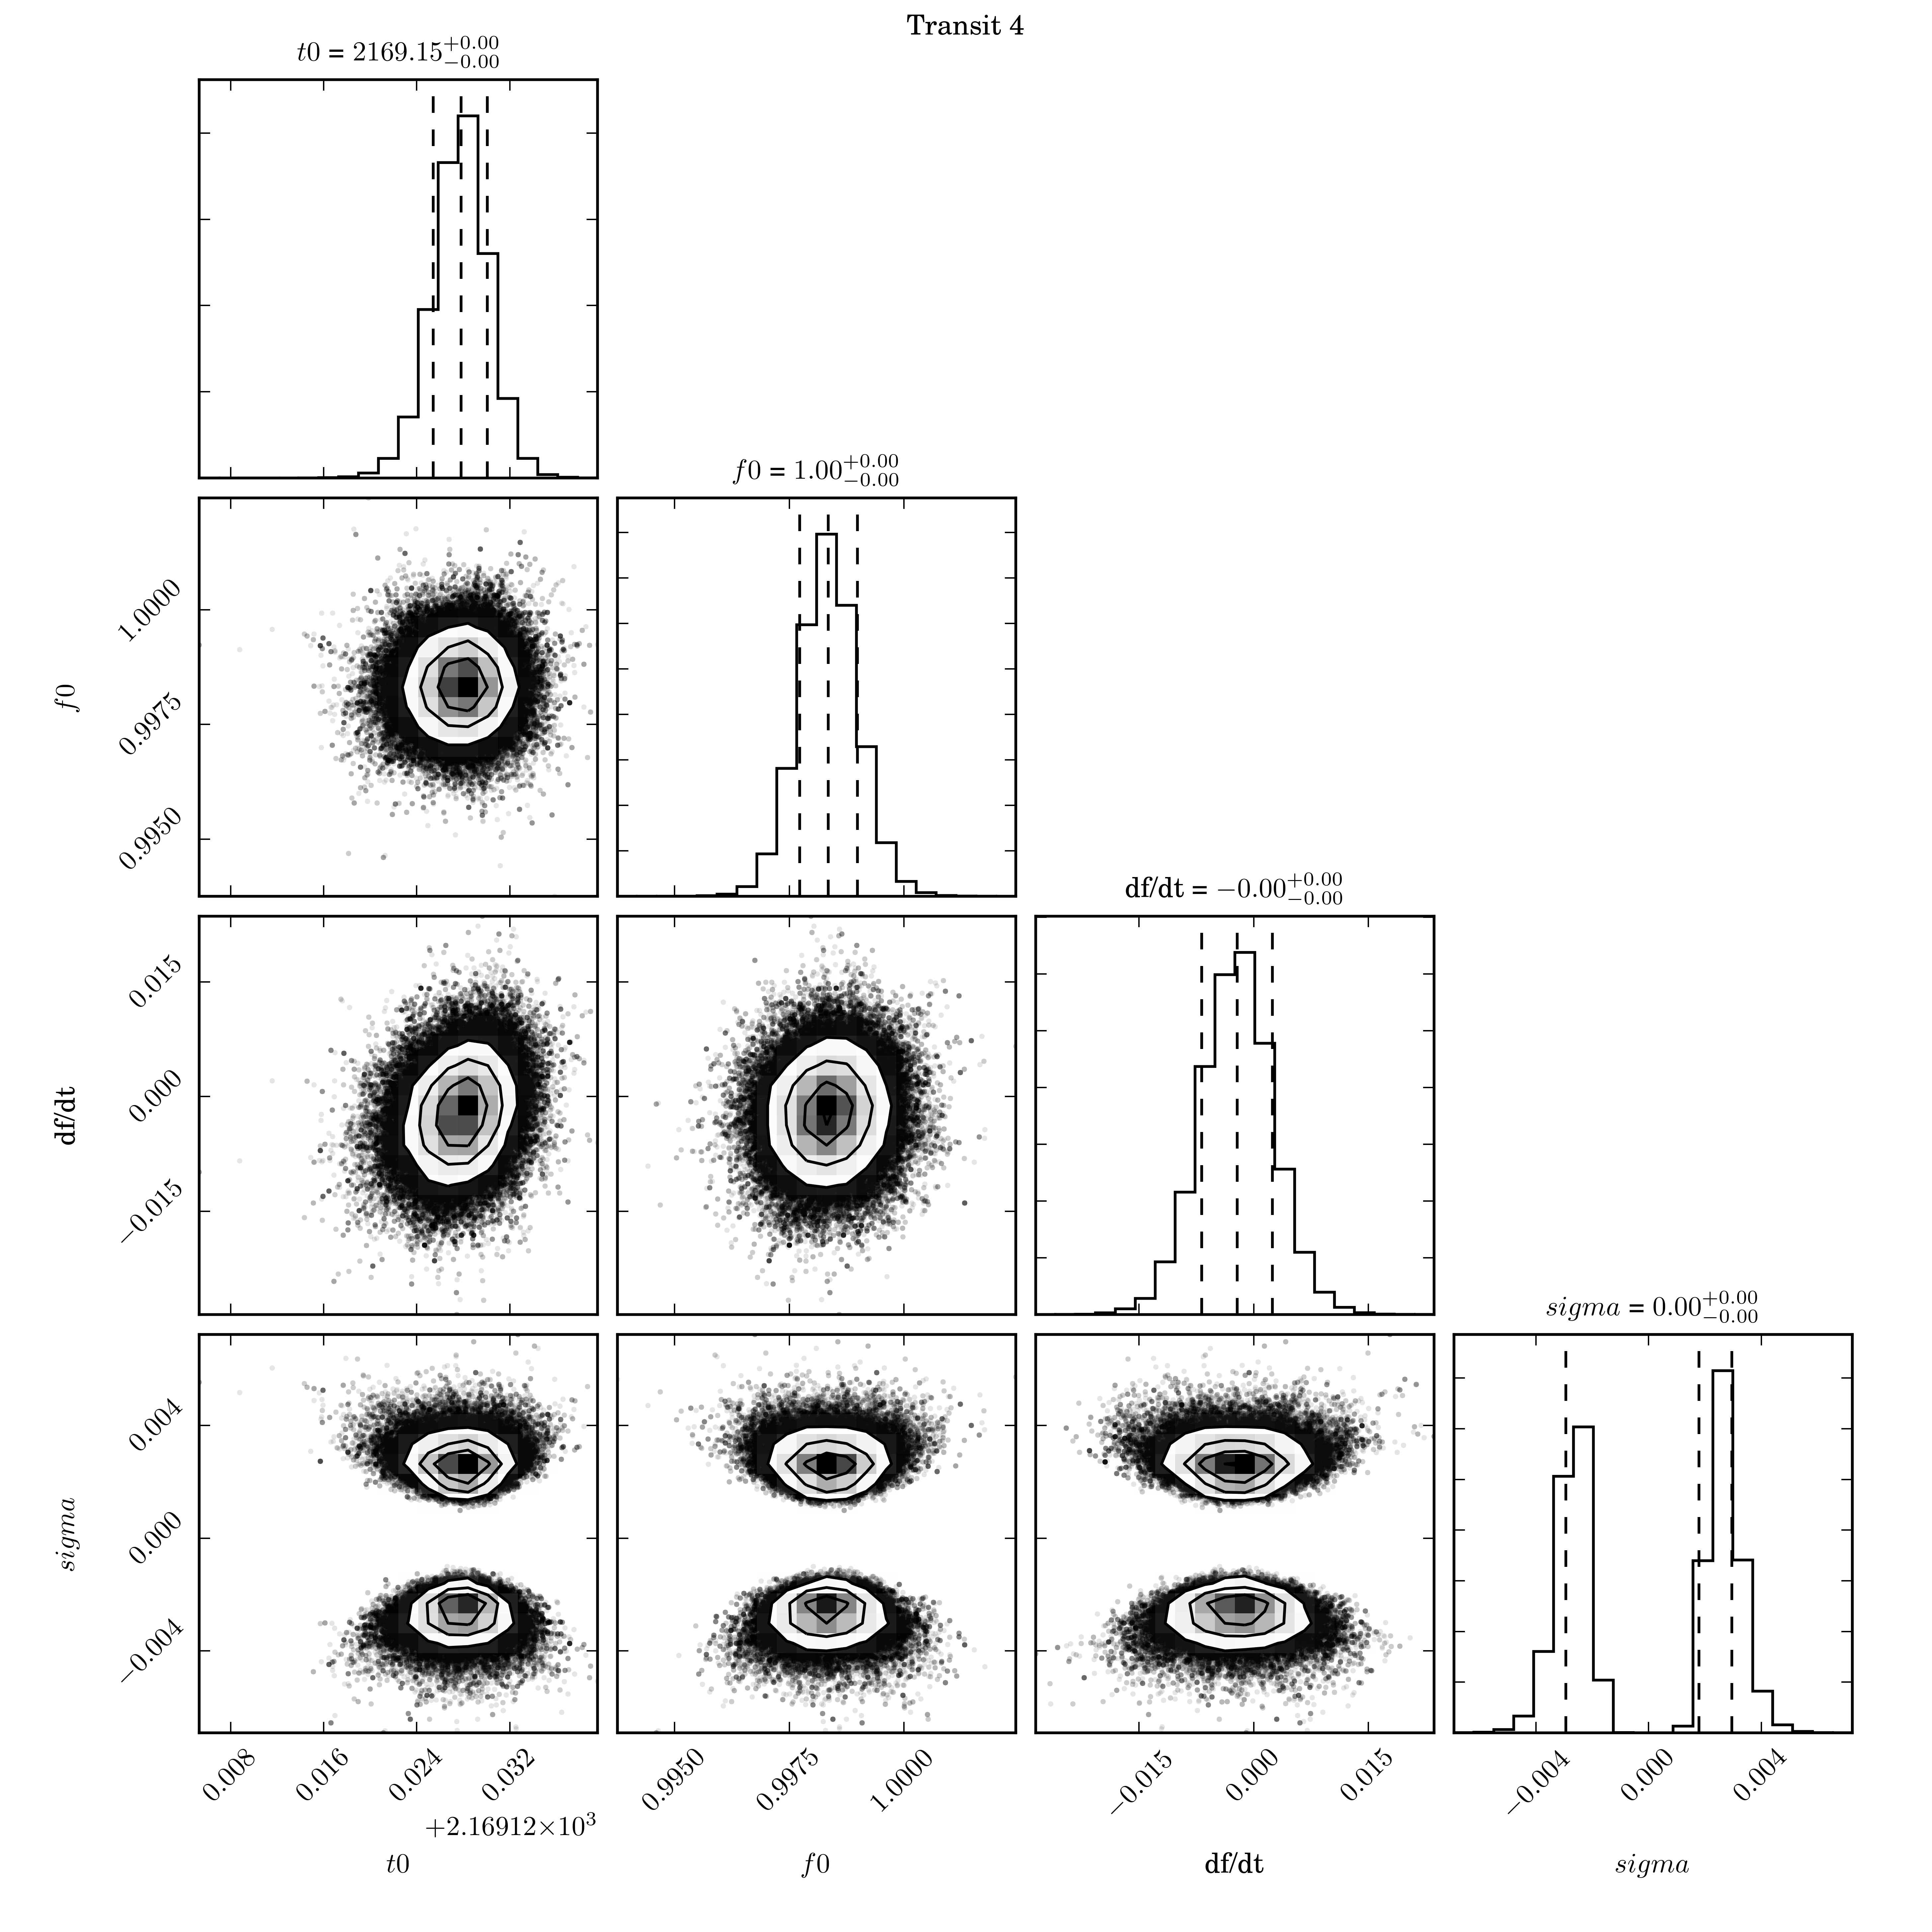 Transit 4
t0 = 2169.15+0.00 −0.00
f0 = 1.00+0.00 −0.00
1.0000
0.9975
0.9950
f0
df/dt = −0.00+0.00 −0.00
0.015
0.000
−0.015
df/dt
sigma = 0.00+0.00 −0.00
0.004
0.000
−0.004
sigma
0.008 0.016 0.024 0.032 0.9950 0.9975 1.0000 −0.015 0.000 0.015 −0.004 0.000 0.004
+2.16912×10³
t0 f0 df/dt sigma